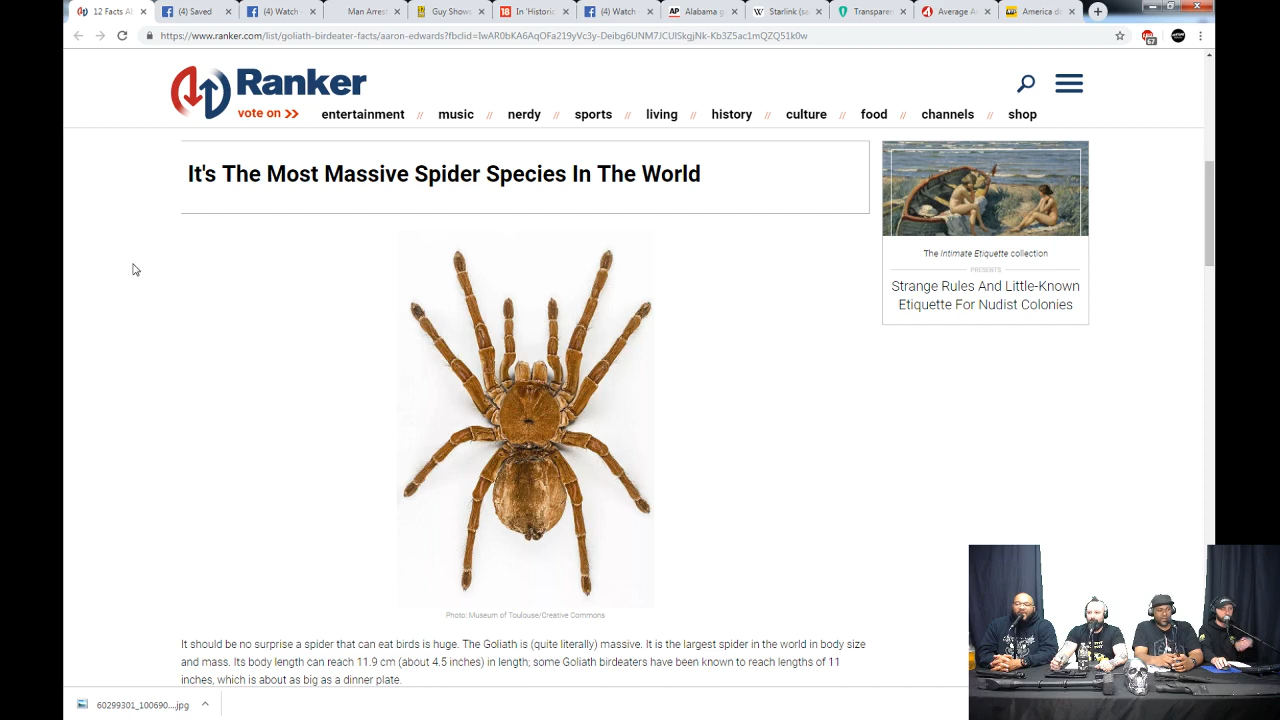 12 Facts Al
(4) Saved
(4) Watch -
Man Arrest
Guy Shows
In 'Historic
(4) Watch
Alabama g
Starlink (sa
Transparen
Average A
America do
https://www.ranker.com/list/goliath-birdeater-facts/aaron-edwards?fbclid=
67
Ranker
vote on >>
entertainment // music // nerdy // sports // living // history // culture // food // channels // shop
It's The Most Massive Spider Species In The World
The Intimate Etiquette collection
PRESENTS
Strange Rules And Little-Known
Etiquette For Nudist Colonies
Photo: Museum of Toulouse/Creative Commons
It should be no surprise a spider that can eat birds is huge. The Goliath is (quite literally) massive. It is the largest spider in the world in body size
and mass. Its body length can reach 11.9 cm (about 4.5 inches) in length; some Goliath birdeaters have been known to reach lengths of 11
inches, which is about as big as a dinner plate.
60299301_100690....jpg